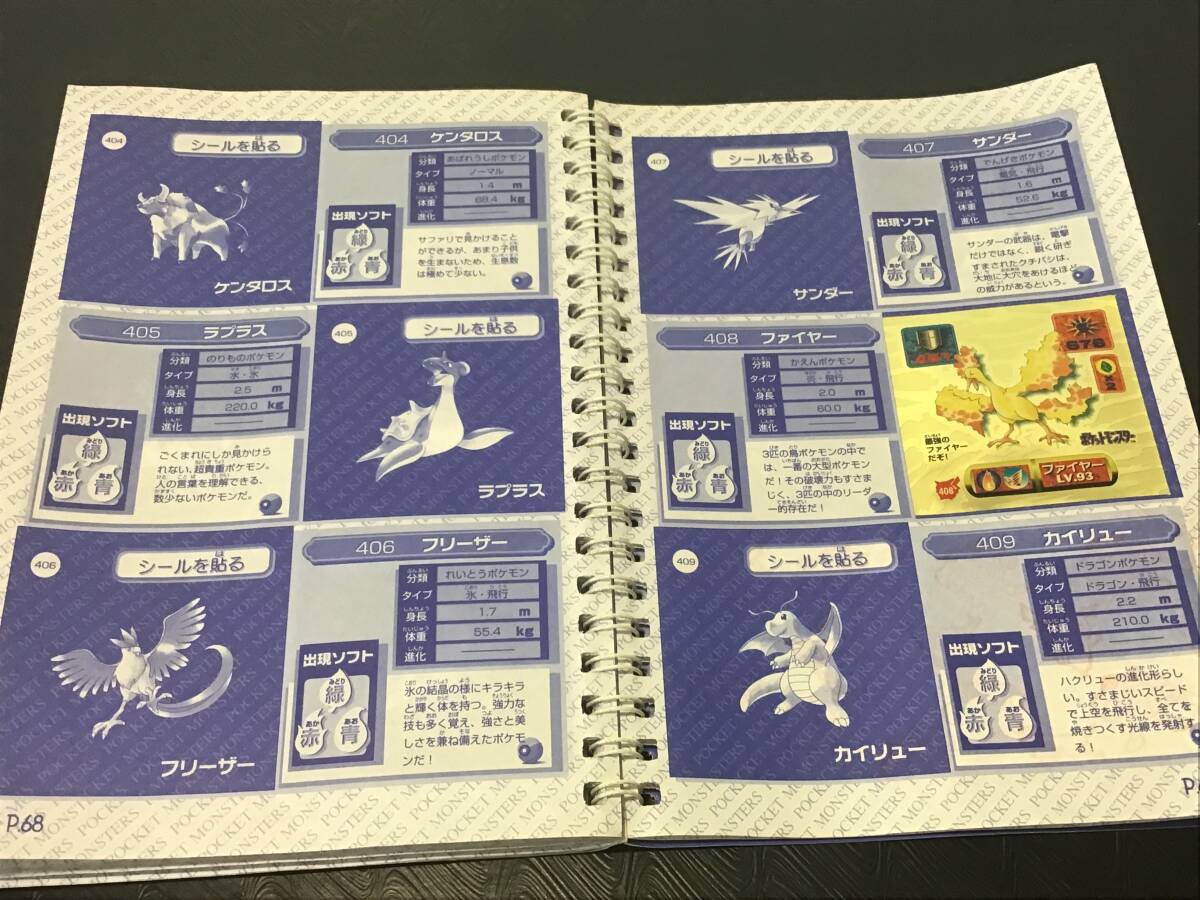 404
シールを貼る
ケンタロス
404 ケンタロス
分類 あばれうしポケモン
タイプ ノーマル
身長 1.4 m
体重 88.4 kg
進化 ———
出現ソフト
緑
赤 青
サファリで見かけること
ができるが、あまり子供
を生まないため、生息数
は極めて少ない。
405 ラプラス
分類 のりものポケモン
タイプ 水・氷
身長 2.5 m
体重 220.0 kg
進化 ———
出現ソフト
緑
赤 青
ごくまれにしか見かけら
れない、超貴重ポケモン。
人の言葉を理解できる、
数少ないポケモンだ。
405
シールを貼る
ラプラス
406
シールを貼る
フリーザー
406 フリーザー
分類 れいとうポケモン
タイプ 氷・飛行
身長 1.7 m
体重 55.4 kg
進化 ———
出現ソフト
緑
赤 青
氷の結晶の様にキラキラ
と輝く体を持つ。強力な
技も多く覚え、強さと美
しさを兼ね備えたポケモ
ンだ!
P.68
407
シールを貼る
サンダー
407 サンダー
分類 でんげきポケモン
タイプ 電気・飛行
身長 1.6 m
体重 52.6 kg
進化 ———
出現ソフト
緑
赤 青
サンダーの武器は、電撃
だけではなく、鋭く研ぎ
すまされたクチバシは、
大地に大穴をあけるほど
の威力があるという。
408 ファイヤー
分類 かえんポケモン
タイプ 炎・飛行
身長 2.0 m
体重 60.0 kg
進化 ———
出現ソフト
緑
赤 青
3匹の鳥ポケモンの中で
は、一番の大型ポケモン
だ!その破壊力もすさま
じく、3匹の中のリーダ
ー的存在だ!
678
最強の
ファイヤー
だぞ!
ポケットモンスター
408
ファイヤー
LV.93
409
シールを貼る
カイリュー
409 カイリュー
分類 ドラゴンポケモン
タイプ ドラゴン・飛行
身長 2.2 m
体重 210.0 kg
進化 ———
出現ソフト
緑
赤 青
ハクリューの進化形らし
い。すさまじいスピード
で上空を飛行し、全てを
焼きつくす光線を発射す
る!
POCKET MONSTERS